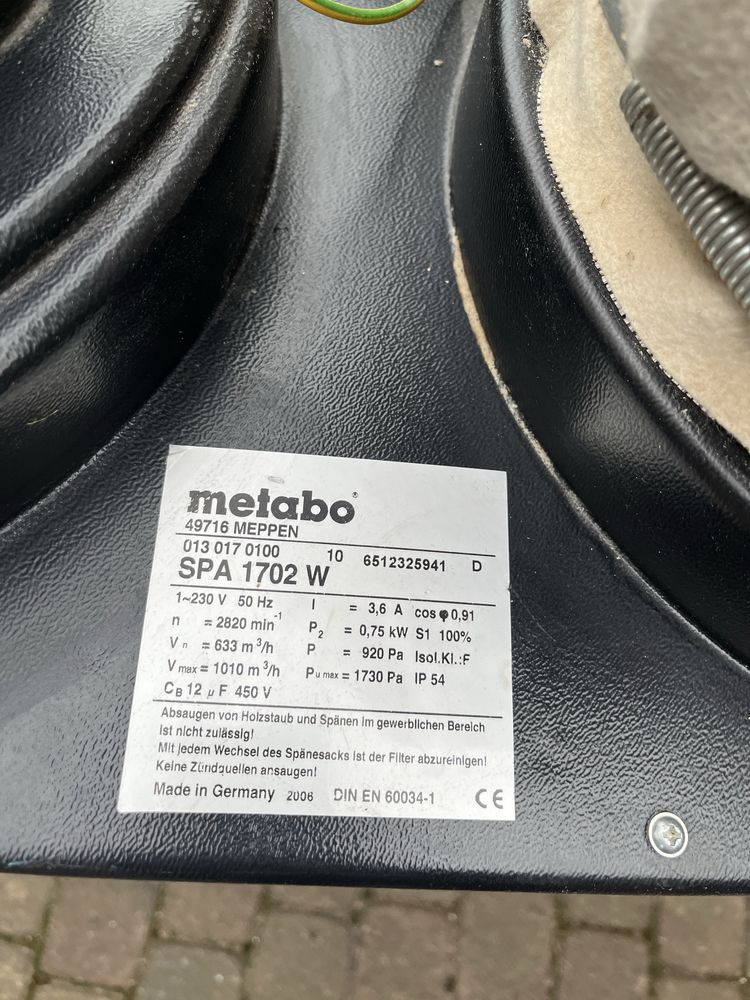 metabo®
49716 MEPPEN
013 017 0100 10 6512325941 D
SPA 1702 W
1~230 V 50 Hz I = 3,6 A cos φ 0,91
n = 2820 min-1 P2 = 0,75 kW S1 100%
Vn = 633 m3/h P = 920 Pa Isol.Kl.:F
Vmax = 1010 m3/h Pu max = 1730 Pa IP 54
CB 12 µF 450 V
Absaugen von Holzstaub und Spänen im gewerblichen Bereich
ist nicht zulässig!
Mit jedem Wechsel des Spänesacks ist der Filter abzureinigen!
Keine Zündquellen ansaugen!
Made in Germany 2006 DIN EN 60034-1 CE